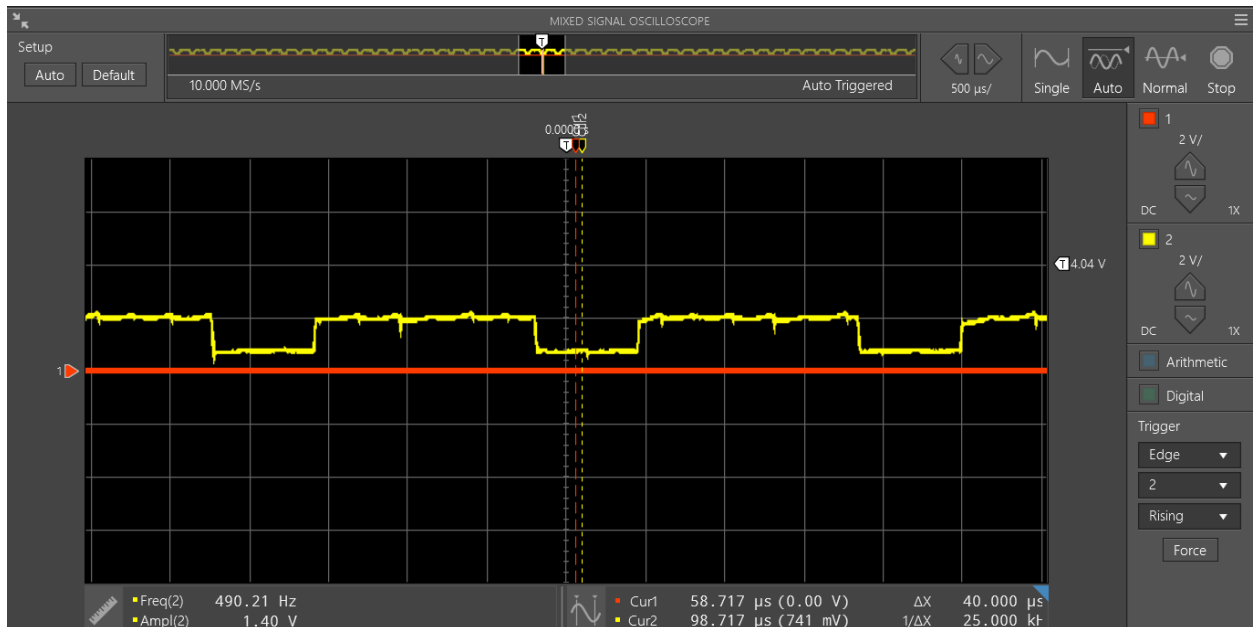 MIXED SIGNAL OSCILLOSCOPE
Setup
Auto Default
10.000 MS/s Auto Triggered
500 µs/
Single Auto Normal Stop
T
1
2 V/
DC 1X
2
2 V/
DC 1X
Arithmetic
Digital
Trigger
Edge
2
Rising
Force
Cur2
T
T 4.04 V
1
Freq(2) 490.21 Hz
Ampl(2) 1.40 V
Cur1 58.717 µs (0.00 V) ΔX 40.000 µs
Cur2 98.717 µs (741 mV) 1/ΔX 25.000